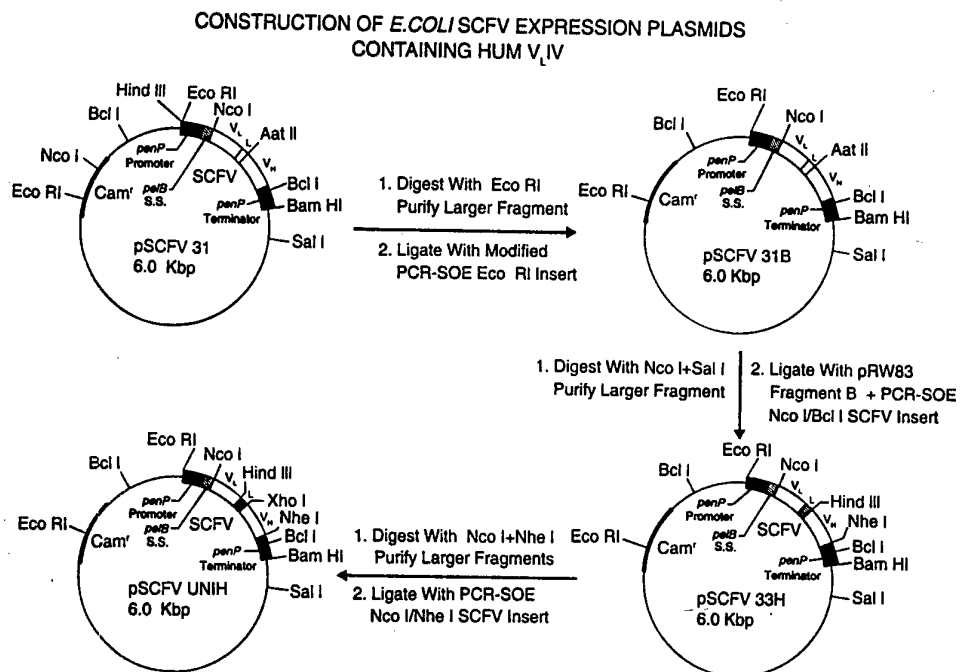 CONSTRUCTION OF E.COLI SCFV EXPRESSION PLASMIDS
CONTAINING HUM VLIV
Hind III
Eco RI
Nco I
Bcl I
VL
L
Aat II
VH
Nco I
penP
Promoter
SCFV
Eco RI
Camr
pelB
S.S.
penP
Terminator
Bcl I
Bam HI
Sal I
pSCFV 31
6.0 Kbp
1. Digest With Eco RI
Purify Larger Fragment
2. Ligate With Modified
PCR-SOE Eco RI Insert
Eco RI
Nco I
Bcl I
VL
L
Aat II
VH
penP
Promoter
Eco RI
pelB
S.S.
penP
Terminator
Bcl I
Bam HI
Sal I
pSCFV 31B
6.0 Kbp
1. Digest With Nco I+Sal I
Purify Larger Fragment
2. Ligate With pRW83
Fragment B + PCR-SOE
Nco I/Bcl I SCFV Insert
Eco RI
Nco I
Bcl I
VL
L
Hind III
VH
Nhe I
penP
Promoter
SCFV
Eco RI
Camr
pelB
S.S.
penP
Terminator
Bcl I
Bam HI
Sal I
pSCFV 33H
6.0 Kbp
1. Digest With Nco I+Nhe I
Purify Larger Fragments
2. Ligate With PCR-SOE
Nco I/Nhe I SCFV Insert
Eco RI
Nco I
Bcl I
VL
Hind III
L
Xho I
VH
Nhe I
penP
Promoter
SCFV
Eco RI
Camr
pelB
S.S.
penP
Terminator
Bcl I
Bam HI
Sal I
pSCFV UNIH
6.0 Kbp